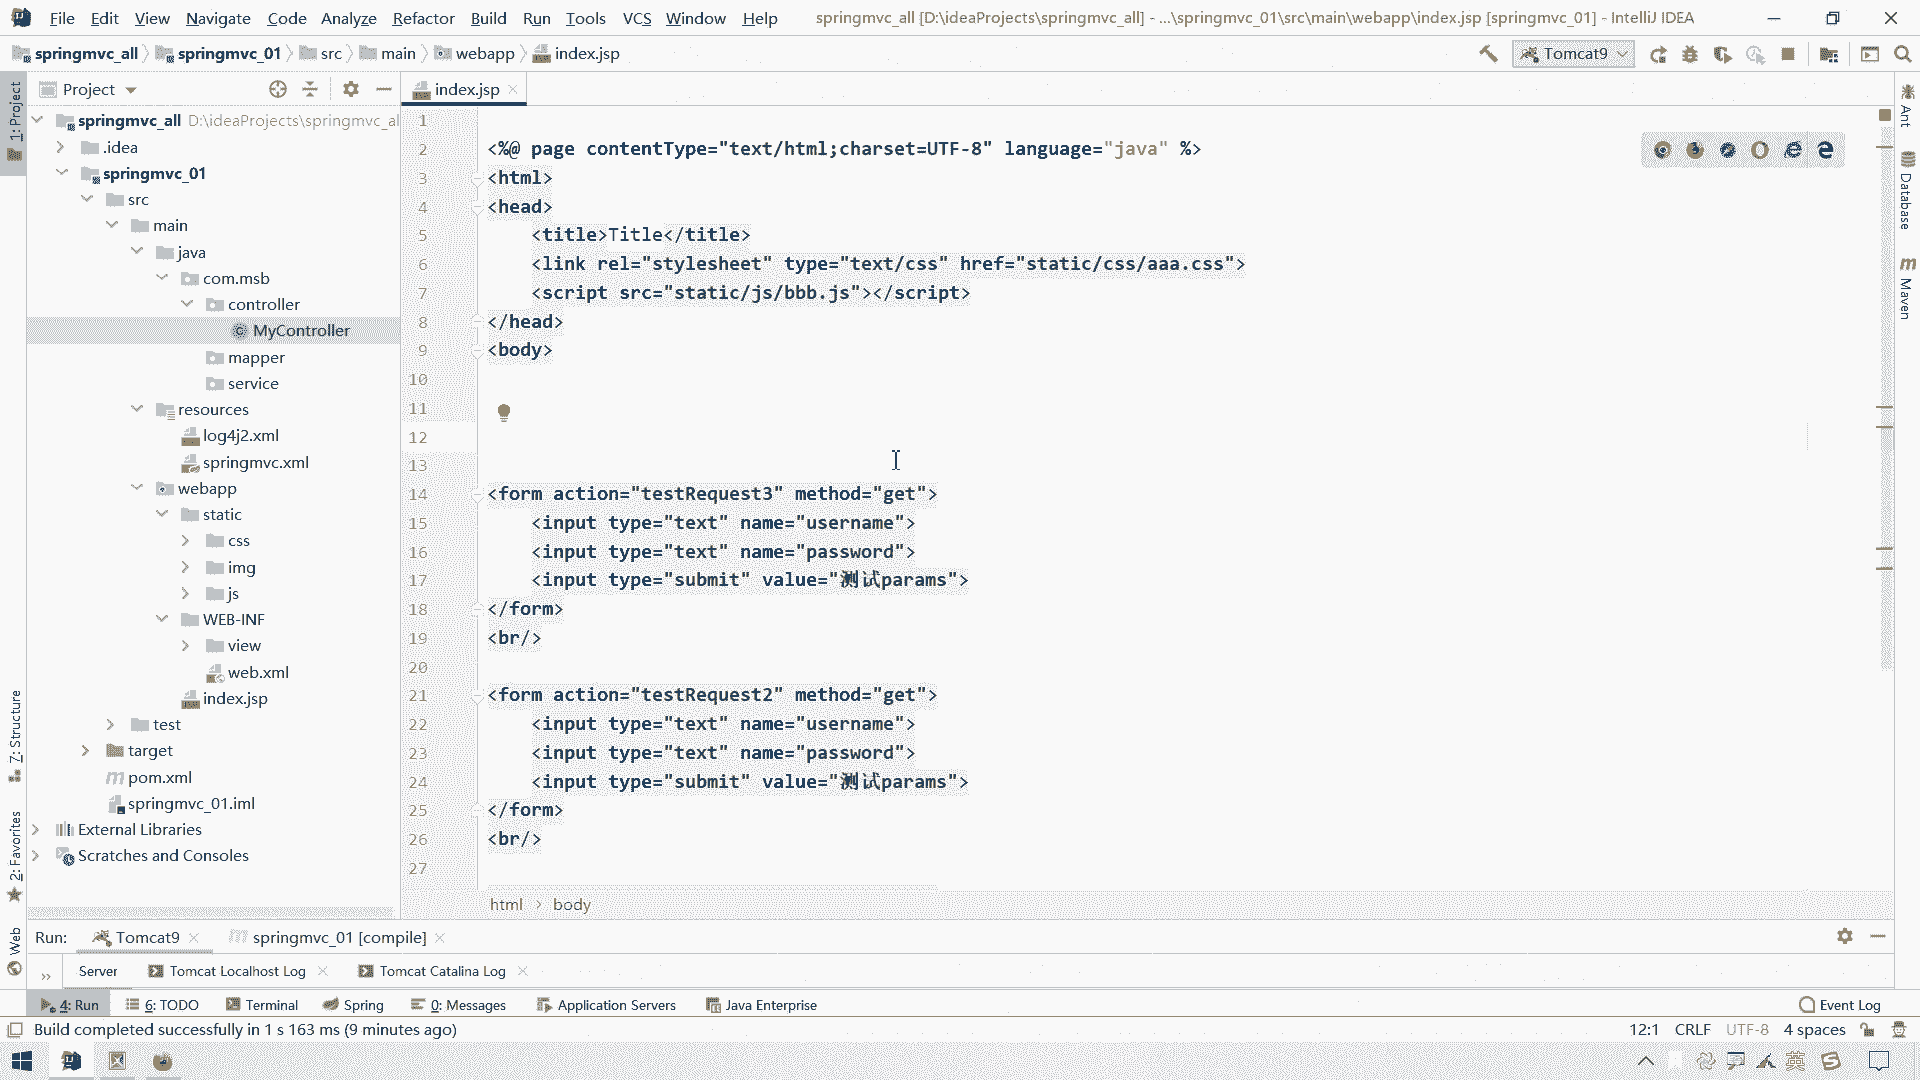 File Edit View Navigate Code Analyze Refactor Build Run Tools VCS Window Help springmvc_all [D:\ideaProjects\springmvc_all] - ...\springmvc_01\src\main\webapp\index.jsp [springmvc_01] - IntelliJ IDEA
springmvc_all springmvc_01 src main webapp index.jsp Tomcat9
Project index.jsp
1: Project
7: Structure
2: Favorites
Web
springmvc_all D:\ideaProjects\springmvc_al
.idea
springmvc_01
src
main
java
com.msb
controller
MyController
mapper
service
resources
log4j2.xml
springmvc.xml
webapp
static
css
img
js
WEB-INF
view
web.xml
index.jsp
test
target
pom.xml
springmvc_01.iml
External Libraries
Scratches and Consoles
1
2 <%@ page contentType="text/html;charset=UTF-8" language="java" %>
3 <html>
4 <head>
5 <title>Title</title>
6 <link rel="stylesheet" type="text/css" href="static/css/aaa.css">
7 <script src="static/js/bbb.js"></script>
8 </head>
9 <body>
10
11
12
13
14 <form action="testRequest3" method="get">
15 <input type="text" name="username">
16 <input type="text" name="password">
17 <input type="submit" value="测试params">
18 </form>
19 <br/>
20
21 <form action="testRequest2" method="get">
22 <input type="text" name="username">
23 <input type="text" name="password">
24 <input type="submit" value="测试params">
25 </form>
26 <br/>
27
html body
Ant
Database
m Maven
Run: Tomcat9 springmvc_01 [compile]
Server Tomcat Localhost Log Tomcat Catalina Log
4: Run 6: TODO Terminal Spring 0: Messages Application Servers Java Enterprise Event Log
Build completed successfully in 1 s 163 ms (9 minutes ago) 12:1 CRLF UTF-8 4 spaces
英